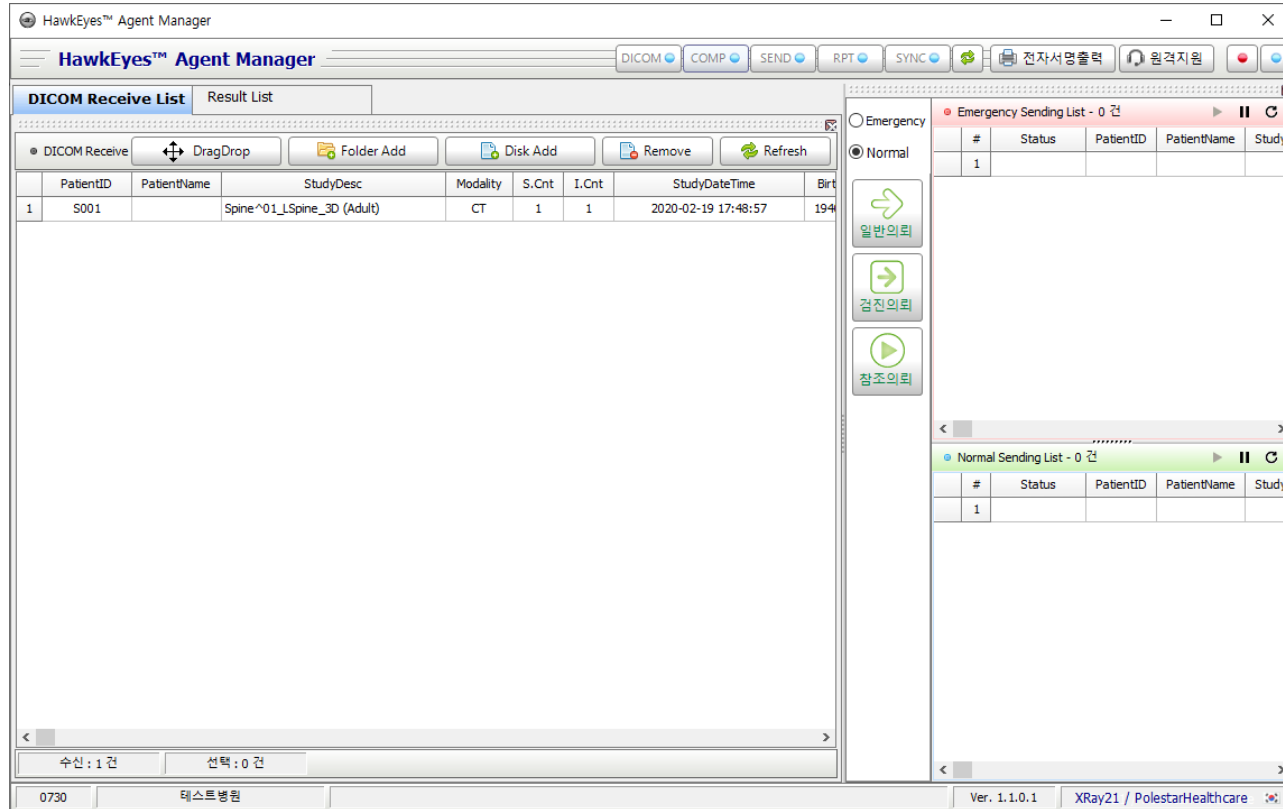 HawkEyes™ Agent Manager
HawkEyes™ Agent Manager
DICOM COMP SEND RPT SYNC 전자서명출력 원격지원
DICOM Receive List Result List
DICOM Receive DragDrop Folder Add Disk Add Remove Refresh
PatientID PatientName StudyDesc Modality S.Cnt I.Cnt StudyDateTime Birt
1 S001 Spine^01_LSpine_3D (Adult) CT 1 1 2020-02-19 17:48:57 194
수신 : 1 건 선택 : 0 건
Emergency
Normal
일반의뢰
검진의뢰
참조의뢰
Emergency Sending List - 0 건
# Status PatientID PatientName Study
1
Normal Sending List - 0 건
# Status PatientID PatientName Study
1
0730 테스트병원 Ver. 1.1.0.1 XRay21 / PolestarHealthcare